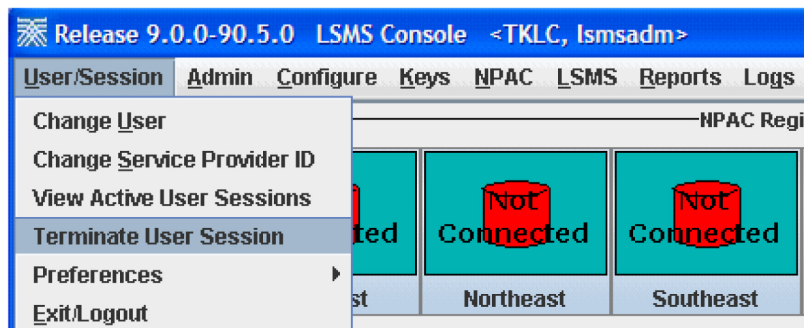 Release 9.0.0-90.5.0 LSMS Console <TKLC, lsmsadm>
User/Session Admin Configure Keys NPAC LSMS Reports Logs
Change User
NPAC Regi
Change Service Provider ID
View Active User Sessions
Terminate User Session
Preferences
Exit/Logout
ted
st
Not
Connected
Northeast
Not
Connected
Southeast